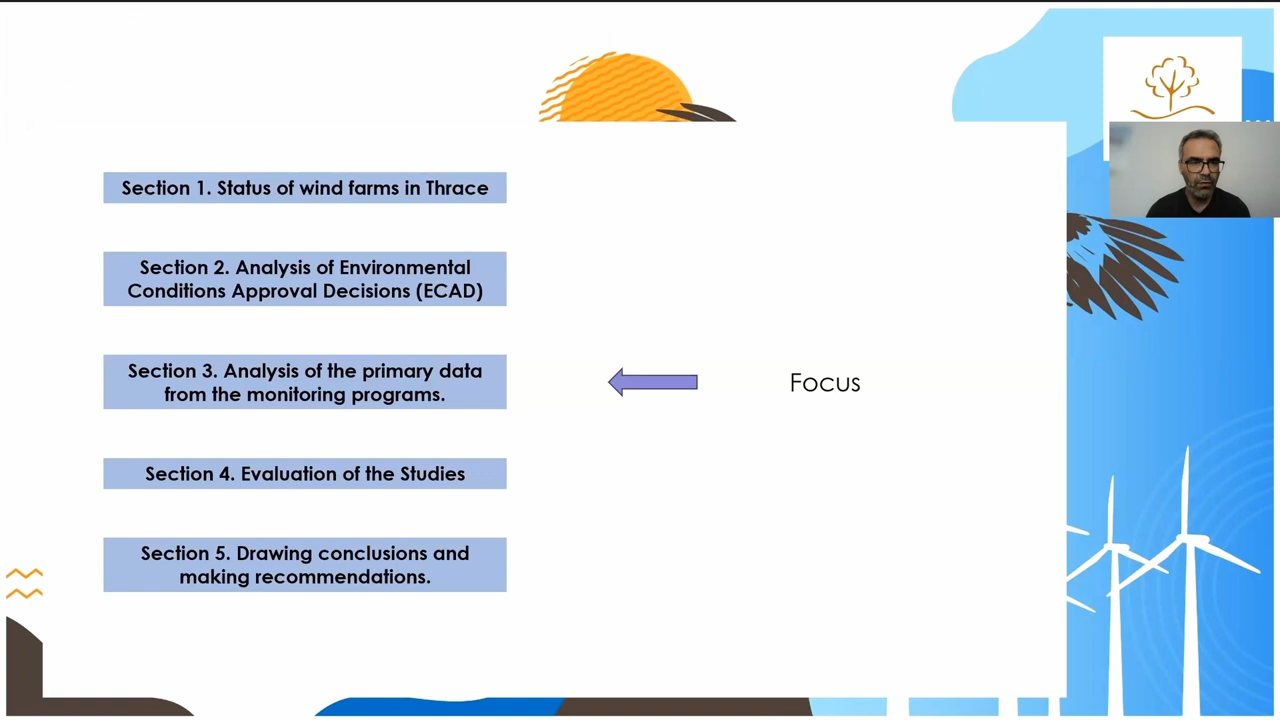 Section 1. Status of wind farms in Thrace
Section 2. Analysis of Environmental
Conditions Approval Decisions (ECAD)
Section 3. Analysis of the primary data
from the monitoring programs.
Focus
Section 4. Evaluation of the Studies
Section 5. Drawing conclusions and
making recommendations.